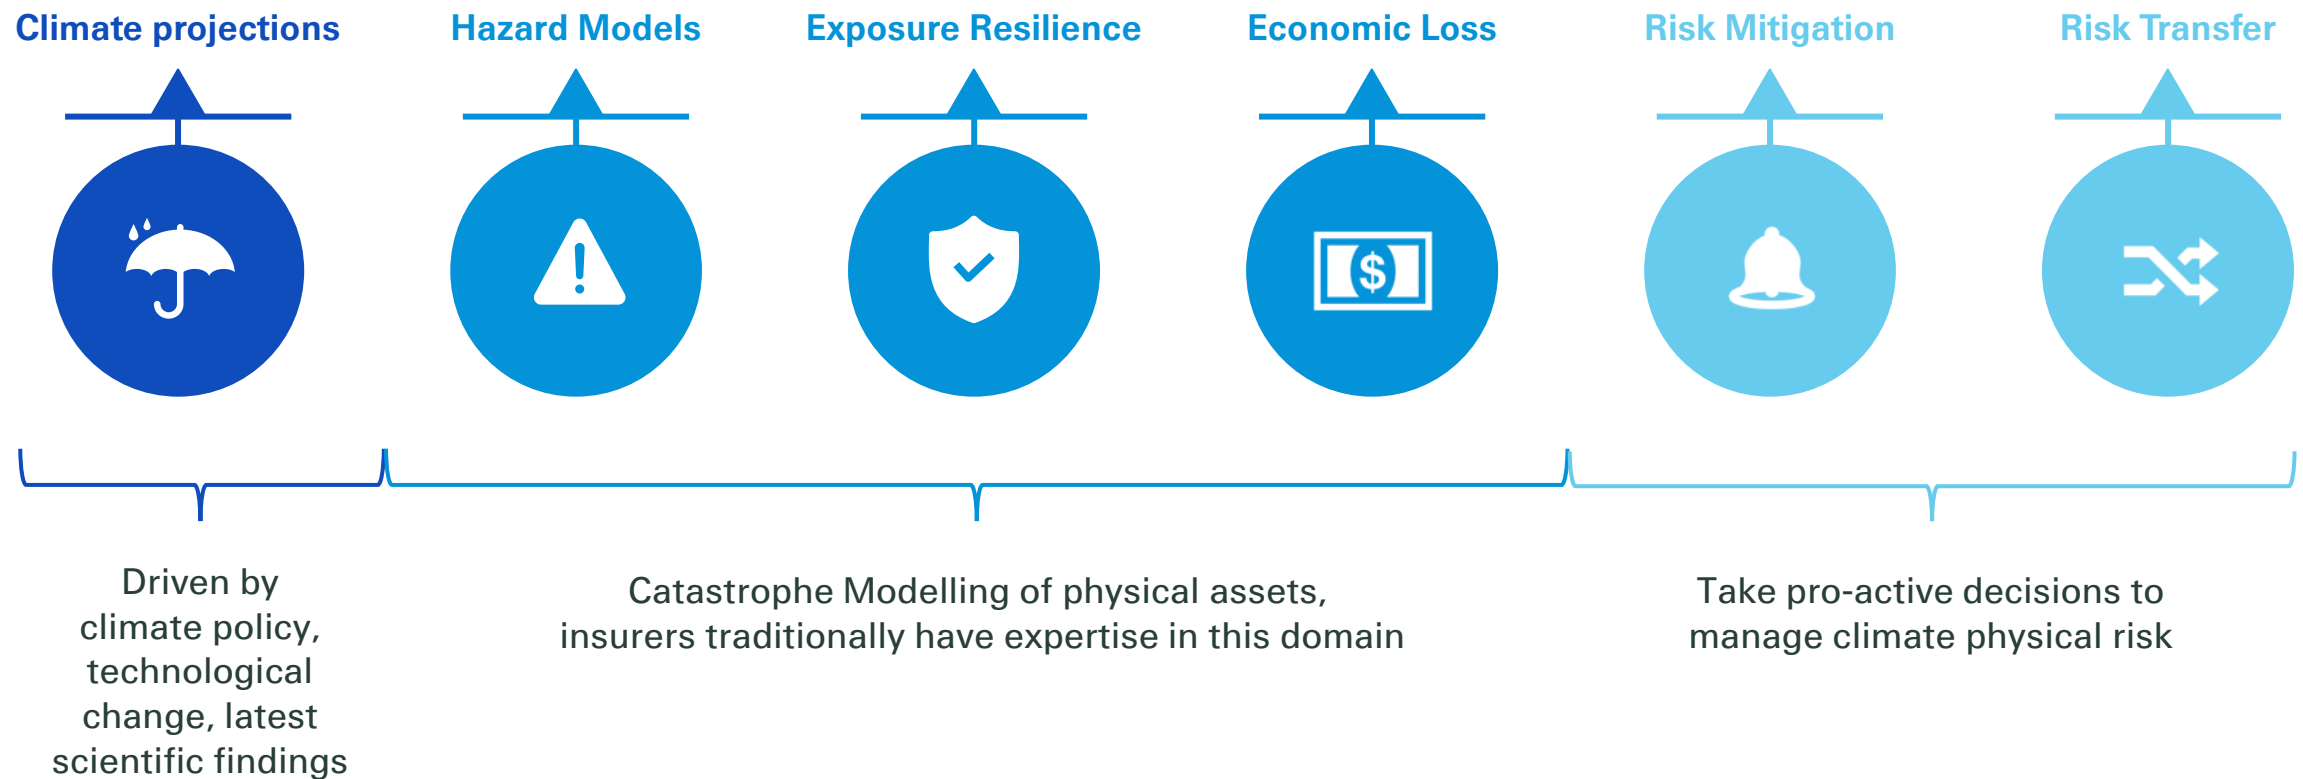 Climate projections
Hazard Models
Exposure Resilience
Economic Loss
Risk Mitigation
Risk Transfer
$
Driven by
climate policy,
technological
change, latest
scientific findings
Catastrophe Modelling of physical assets,
insurers traditionally have expertise in this domain
Take pro-active decisions to
manage climate physical risk